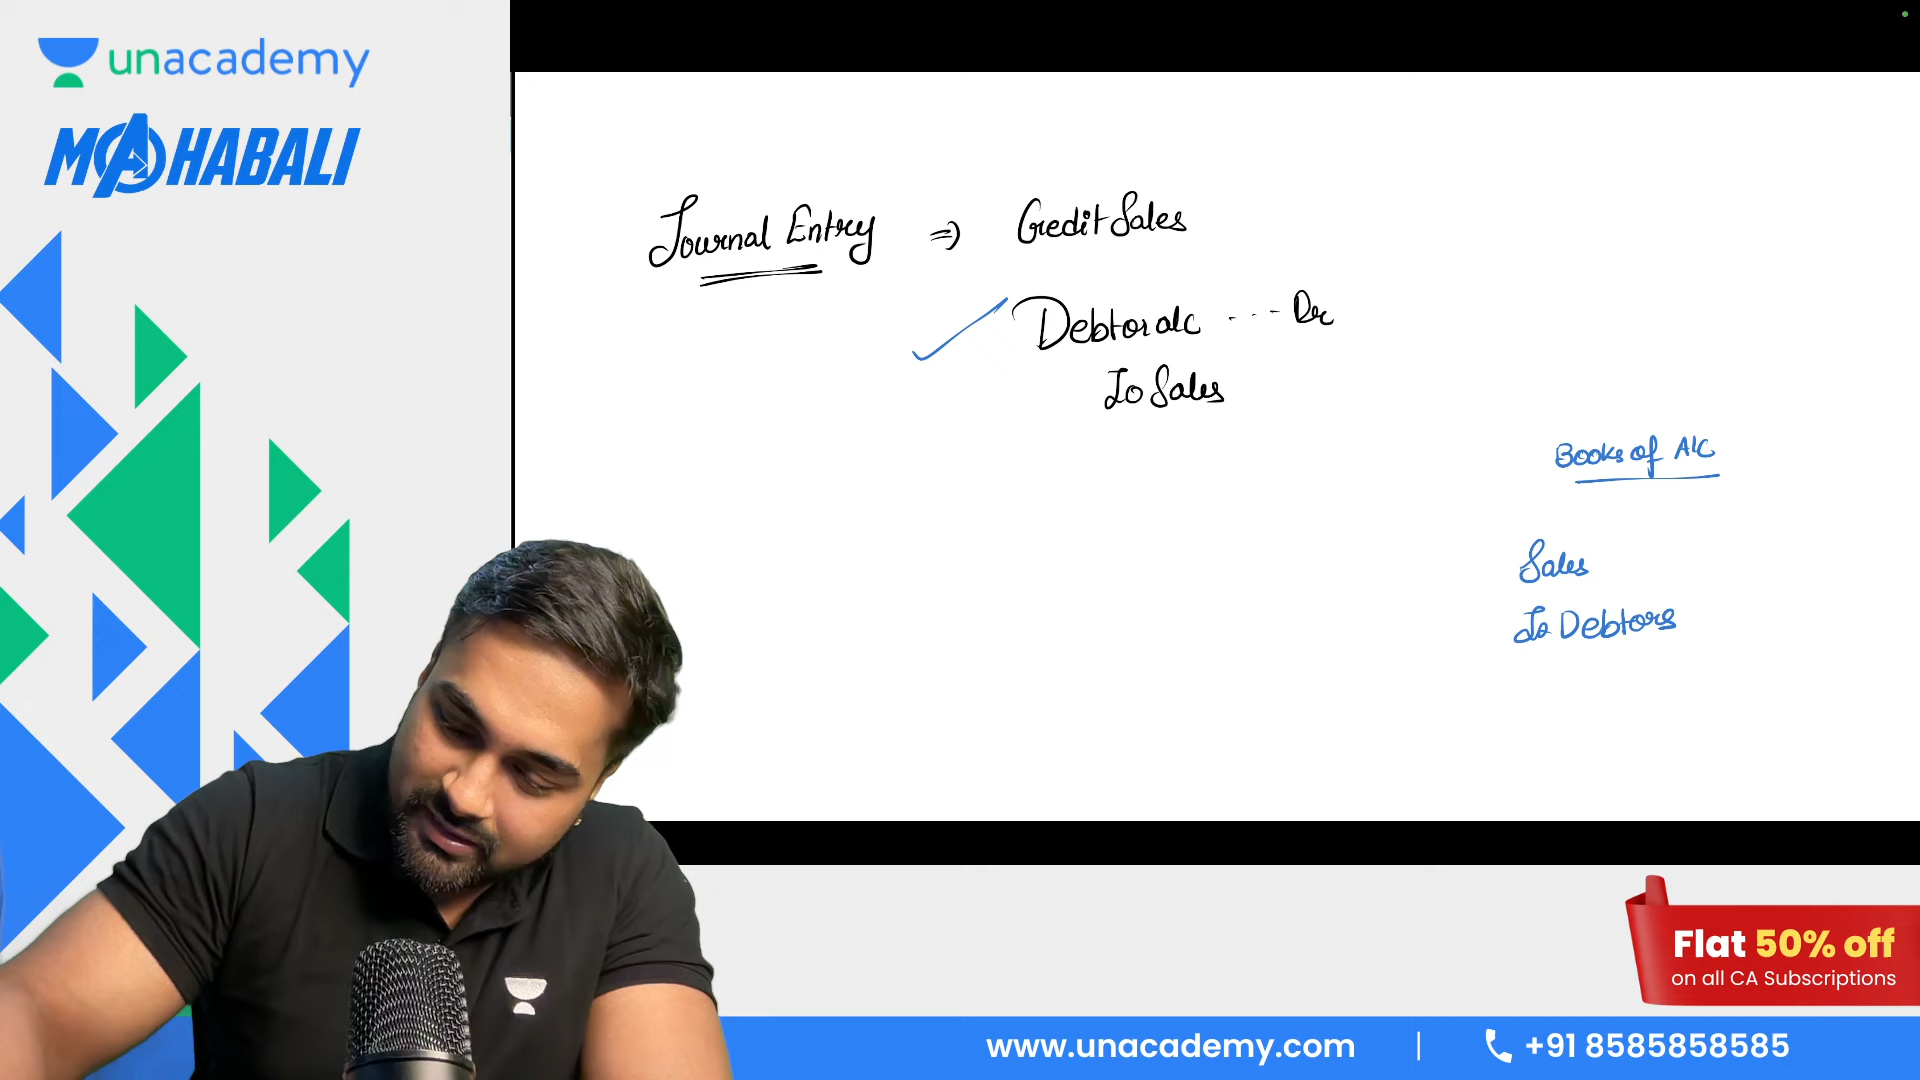 unacademy
MAHABALI
Journal Entry ⇒ Credit Sales
Debtor a/c - - - Dr
To Sales
Books of A/C
Sales
To Debtors
Flat 50% off
on all CA Subscriptions
www.unacademy.com | +91 8585858585